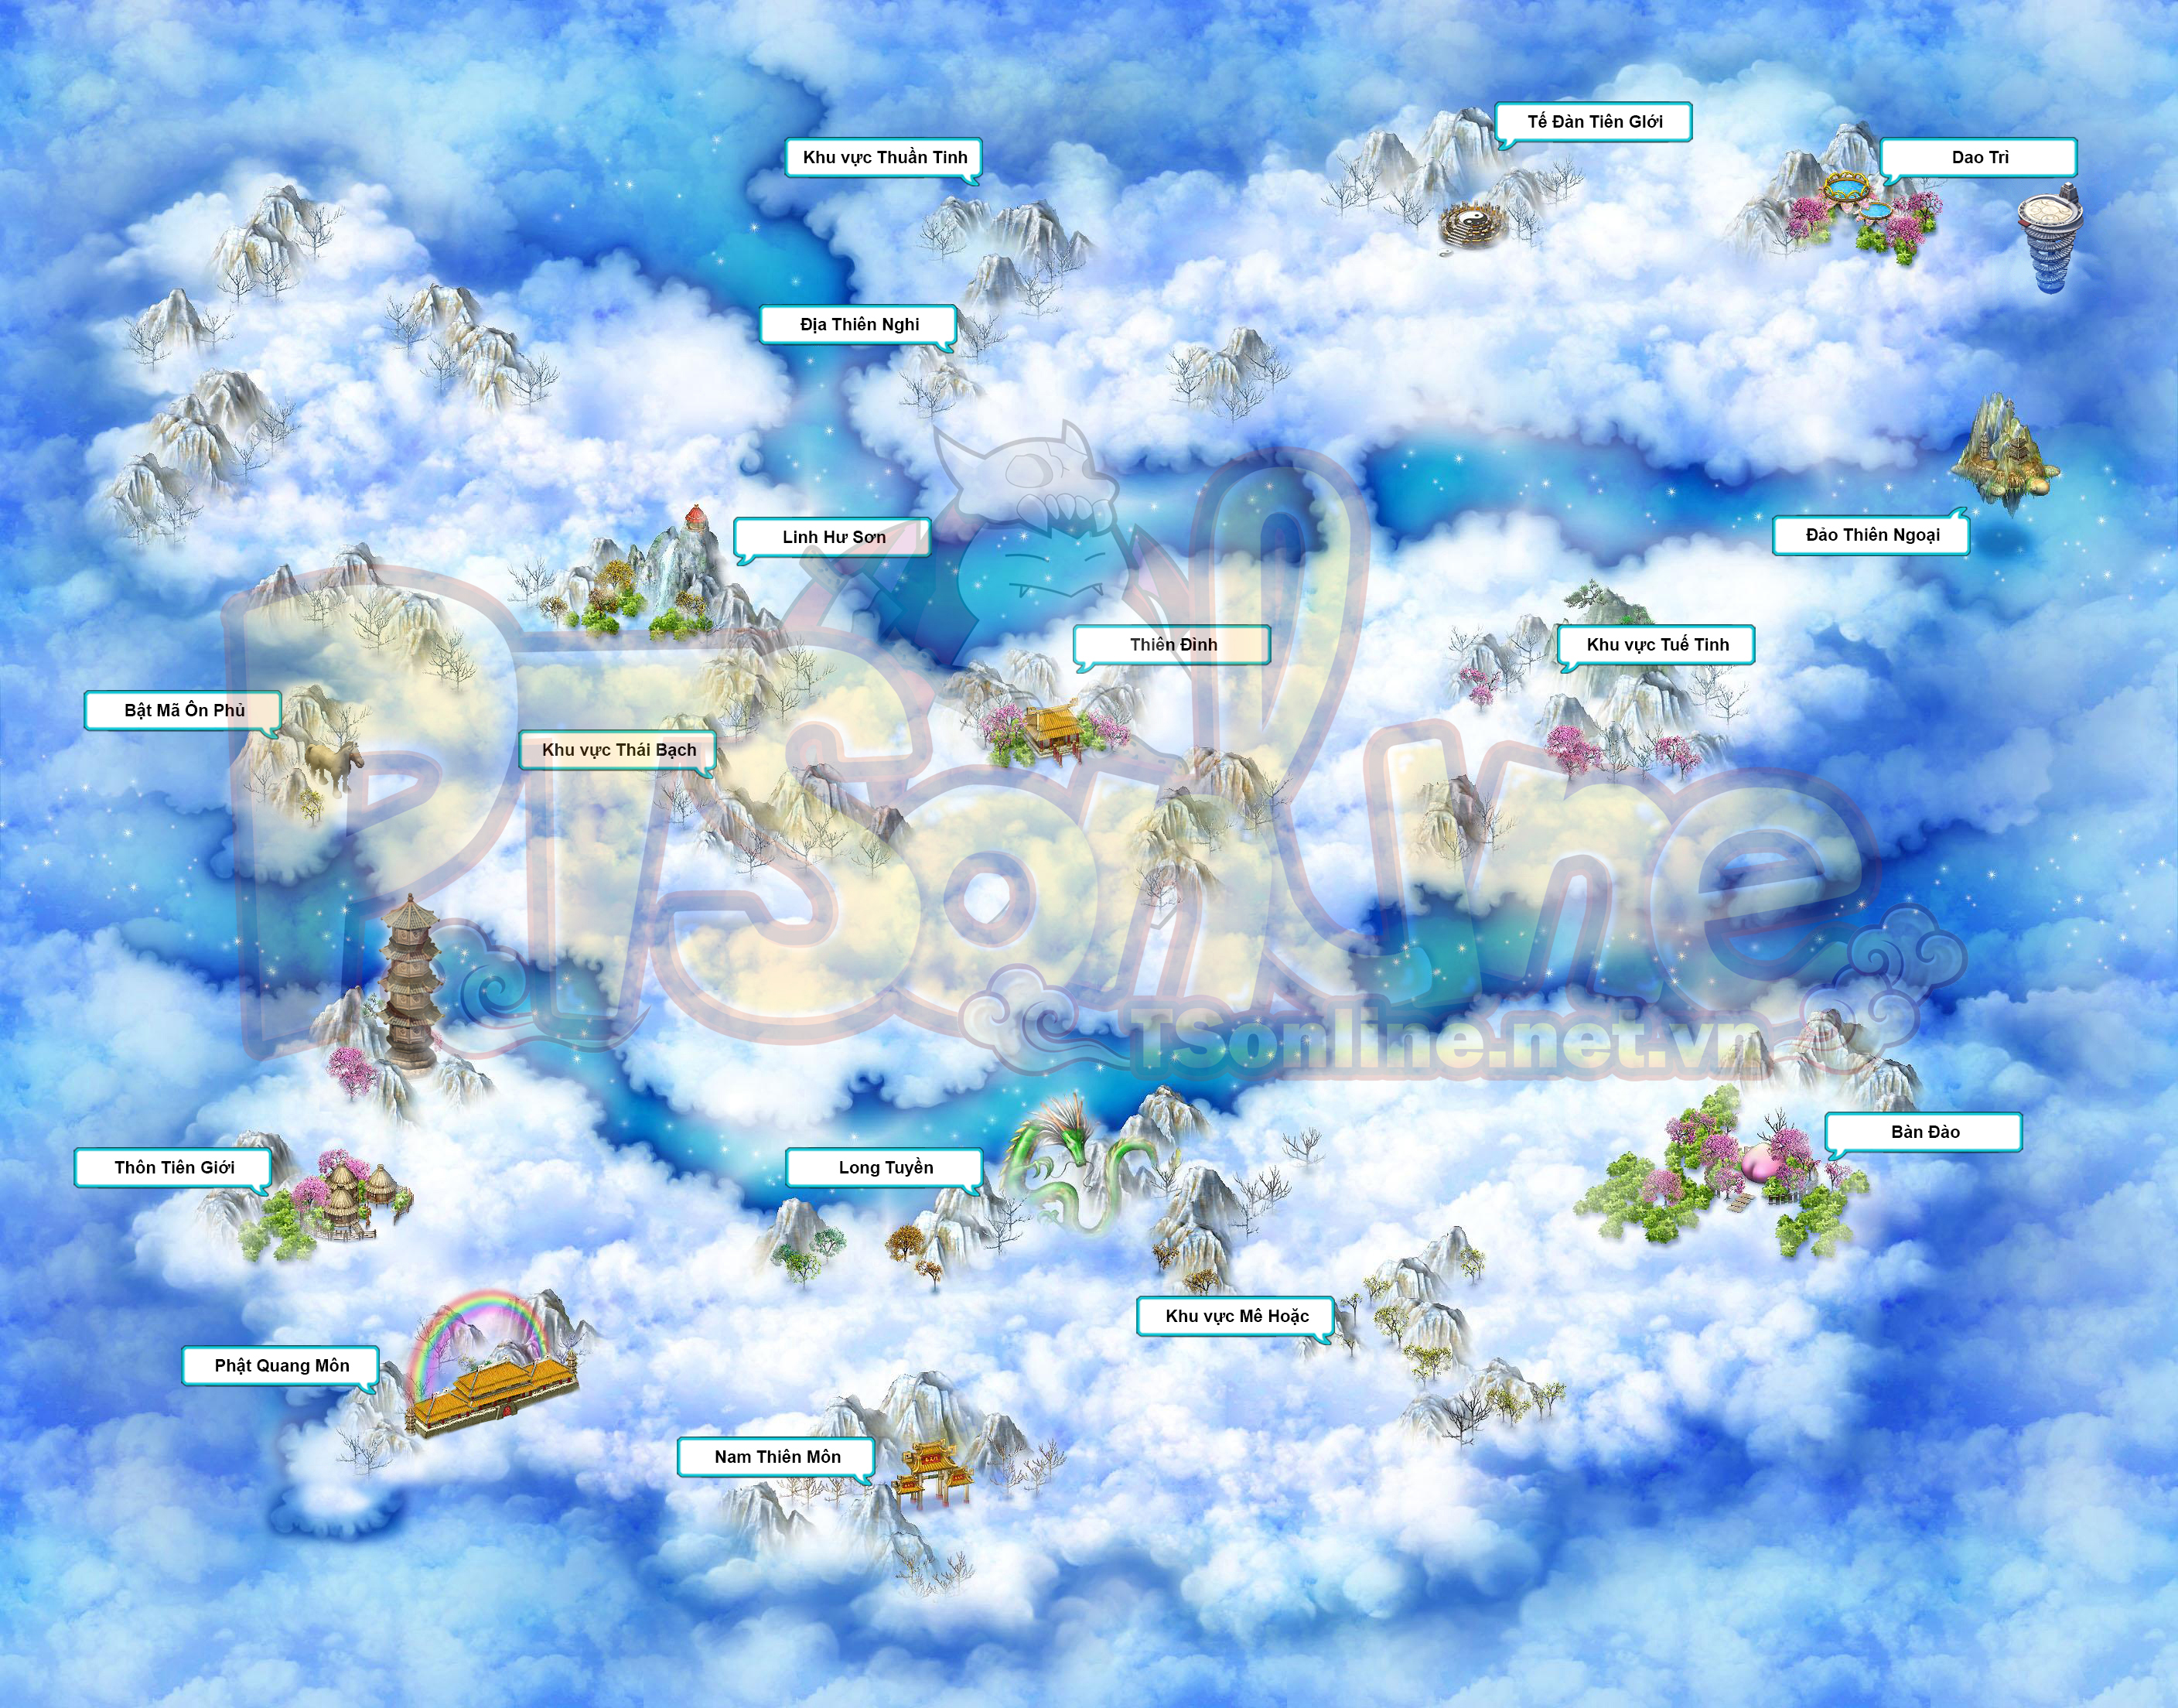 Tế Đàn Tiên GIới
Khu vực Thuần Tinh
Dao Trì
Địa Thiên Nghi
Linh Hư Sơn
Đảo Thiên Ngoại
Thiên Đình
Khu vực Tuế Tinh
Bật Mã Ôn Phủ
Khu vực Thái Bạch
PTSonline
TSonline.net.vn
Bàn Đào
Thôn Tiên Giới
Long Tuyền
Khu vực Mê Hoặc
Phật Quang Môn
Nam Thiên Môn